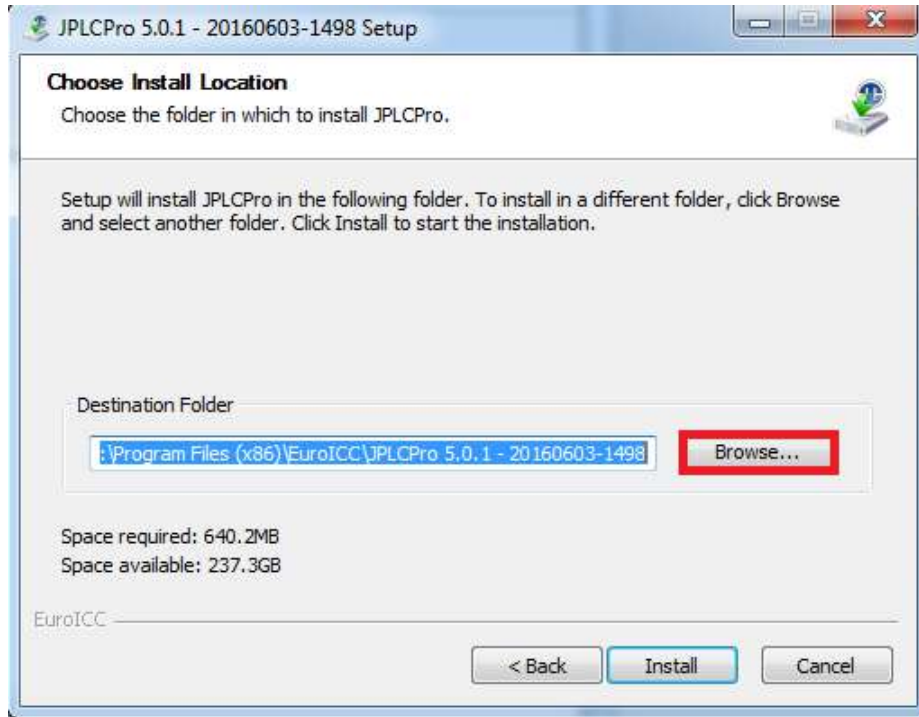 JPLCPro 5.0.1 - 20160603-1498 Setup
Choose Install Location
Choose the folder in which to install JPLCPro.
Setup will install JPLCPro in the following folder. To install in a different folder, click Browse
and select another folder. Click Install to start the installation.
Destination Folder
:\Program Files (x86)\EuroICC\JPLCPro 5.0.1 - 20160603-1498
Browse...
Space required: 640.2MB
Space available: 237.3GB
EuroICC
< Back
Install
Cancel